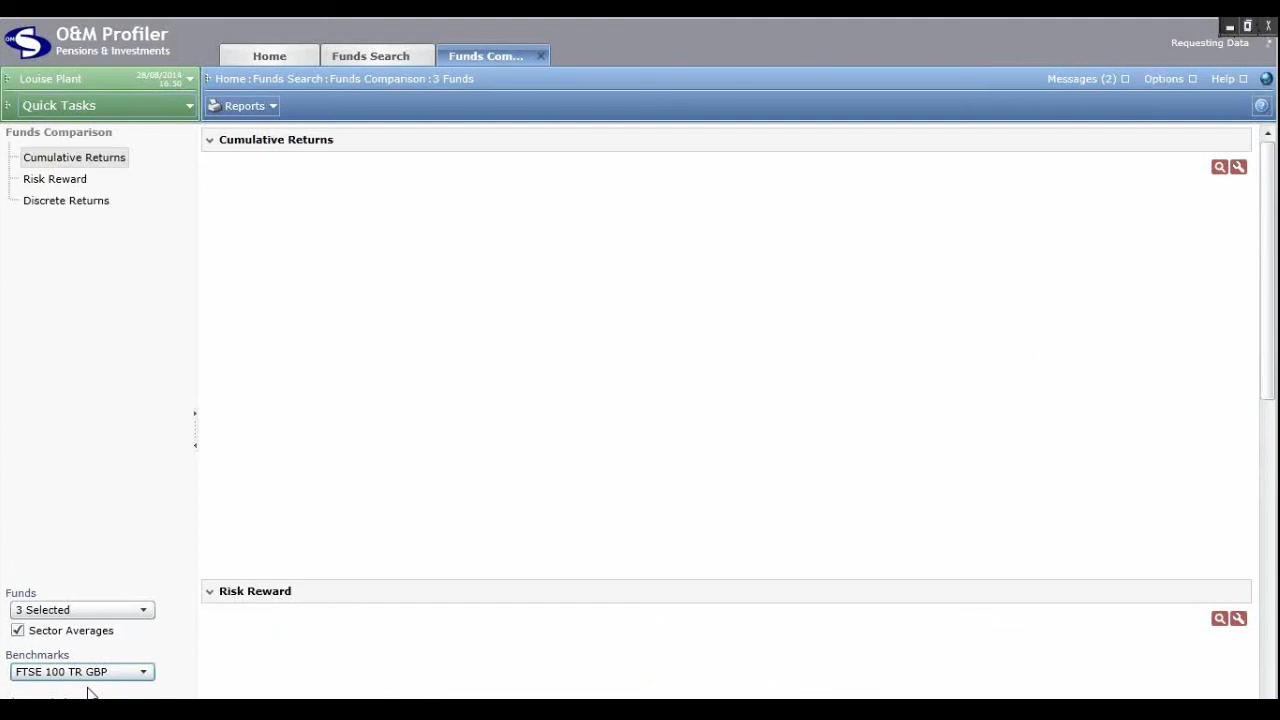 O&M Profiler
Pensions & Investments
Home
Funds Search
Funds Com...
Requesting Data
Louise Plant
28/08/2014
16:50
Home : Funds Search : Funds Comparison : 3 Funds
Messages (2)
Options
Help
Quick Tasks
Reports
Funds Comparison
Cumulative Returns
Risk Reward
Discrete Returns
Cumulative Returns
Funds
3 Selected
Sector Averages
Benchmarks
FTSE 100 TR GBP
Risk Reward